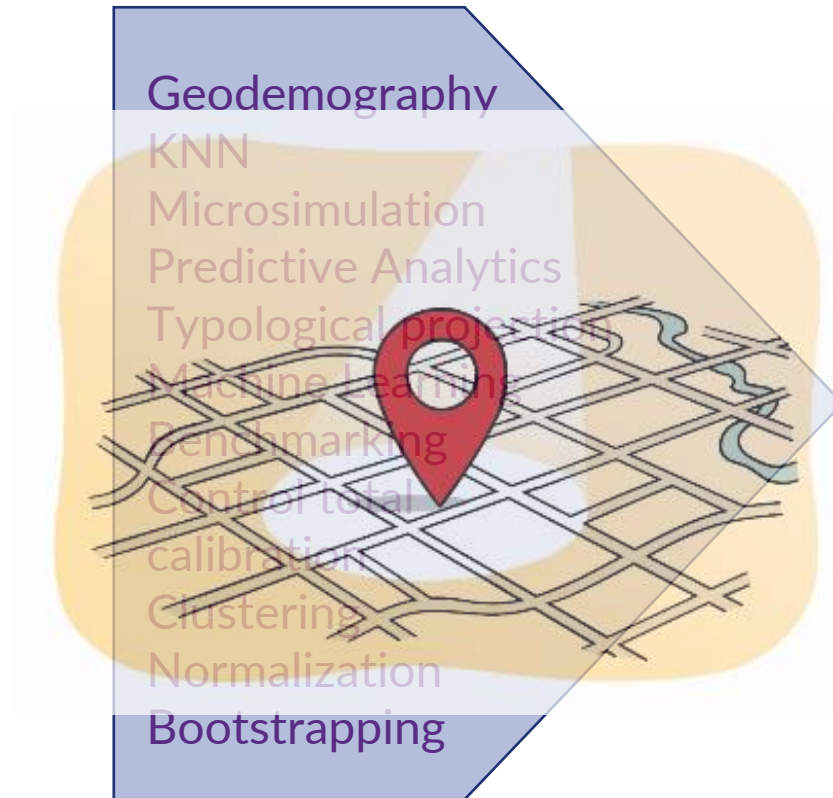 Geodemography
KNN
Microsimulation
Predictive Analytics
Typological projection
Machine Learning
Benchmarking
Control total
calibration
Clustering
Normalization
Bootstrapping